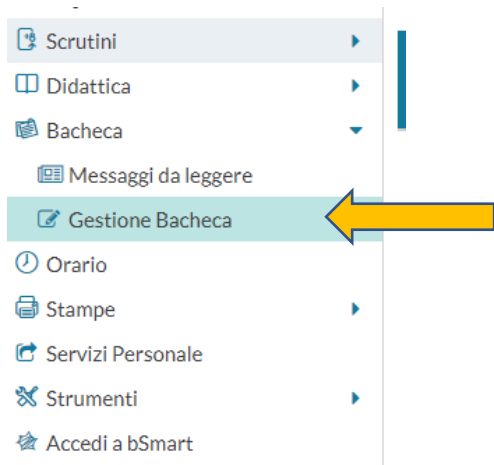 Scrutini
Didattica
Bacheca
Messaggi da leggere
Gestione Bacheca
Orario
Stampe
Servizi Personale
Strumenti
Accedi a bSmart